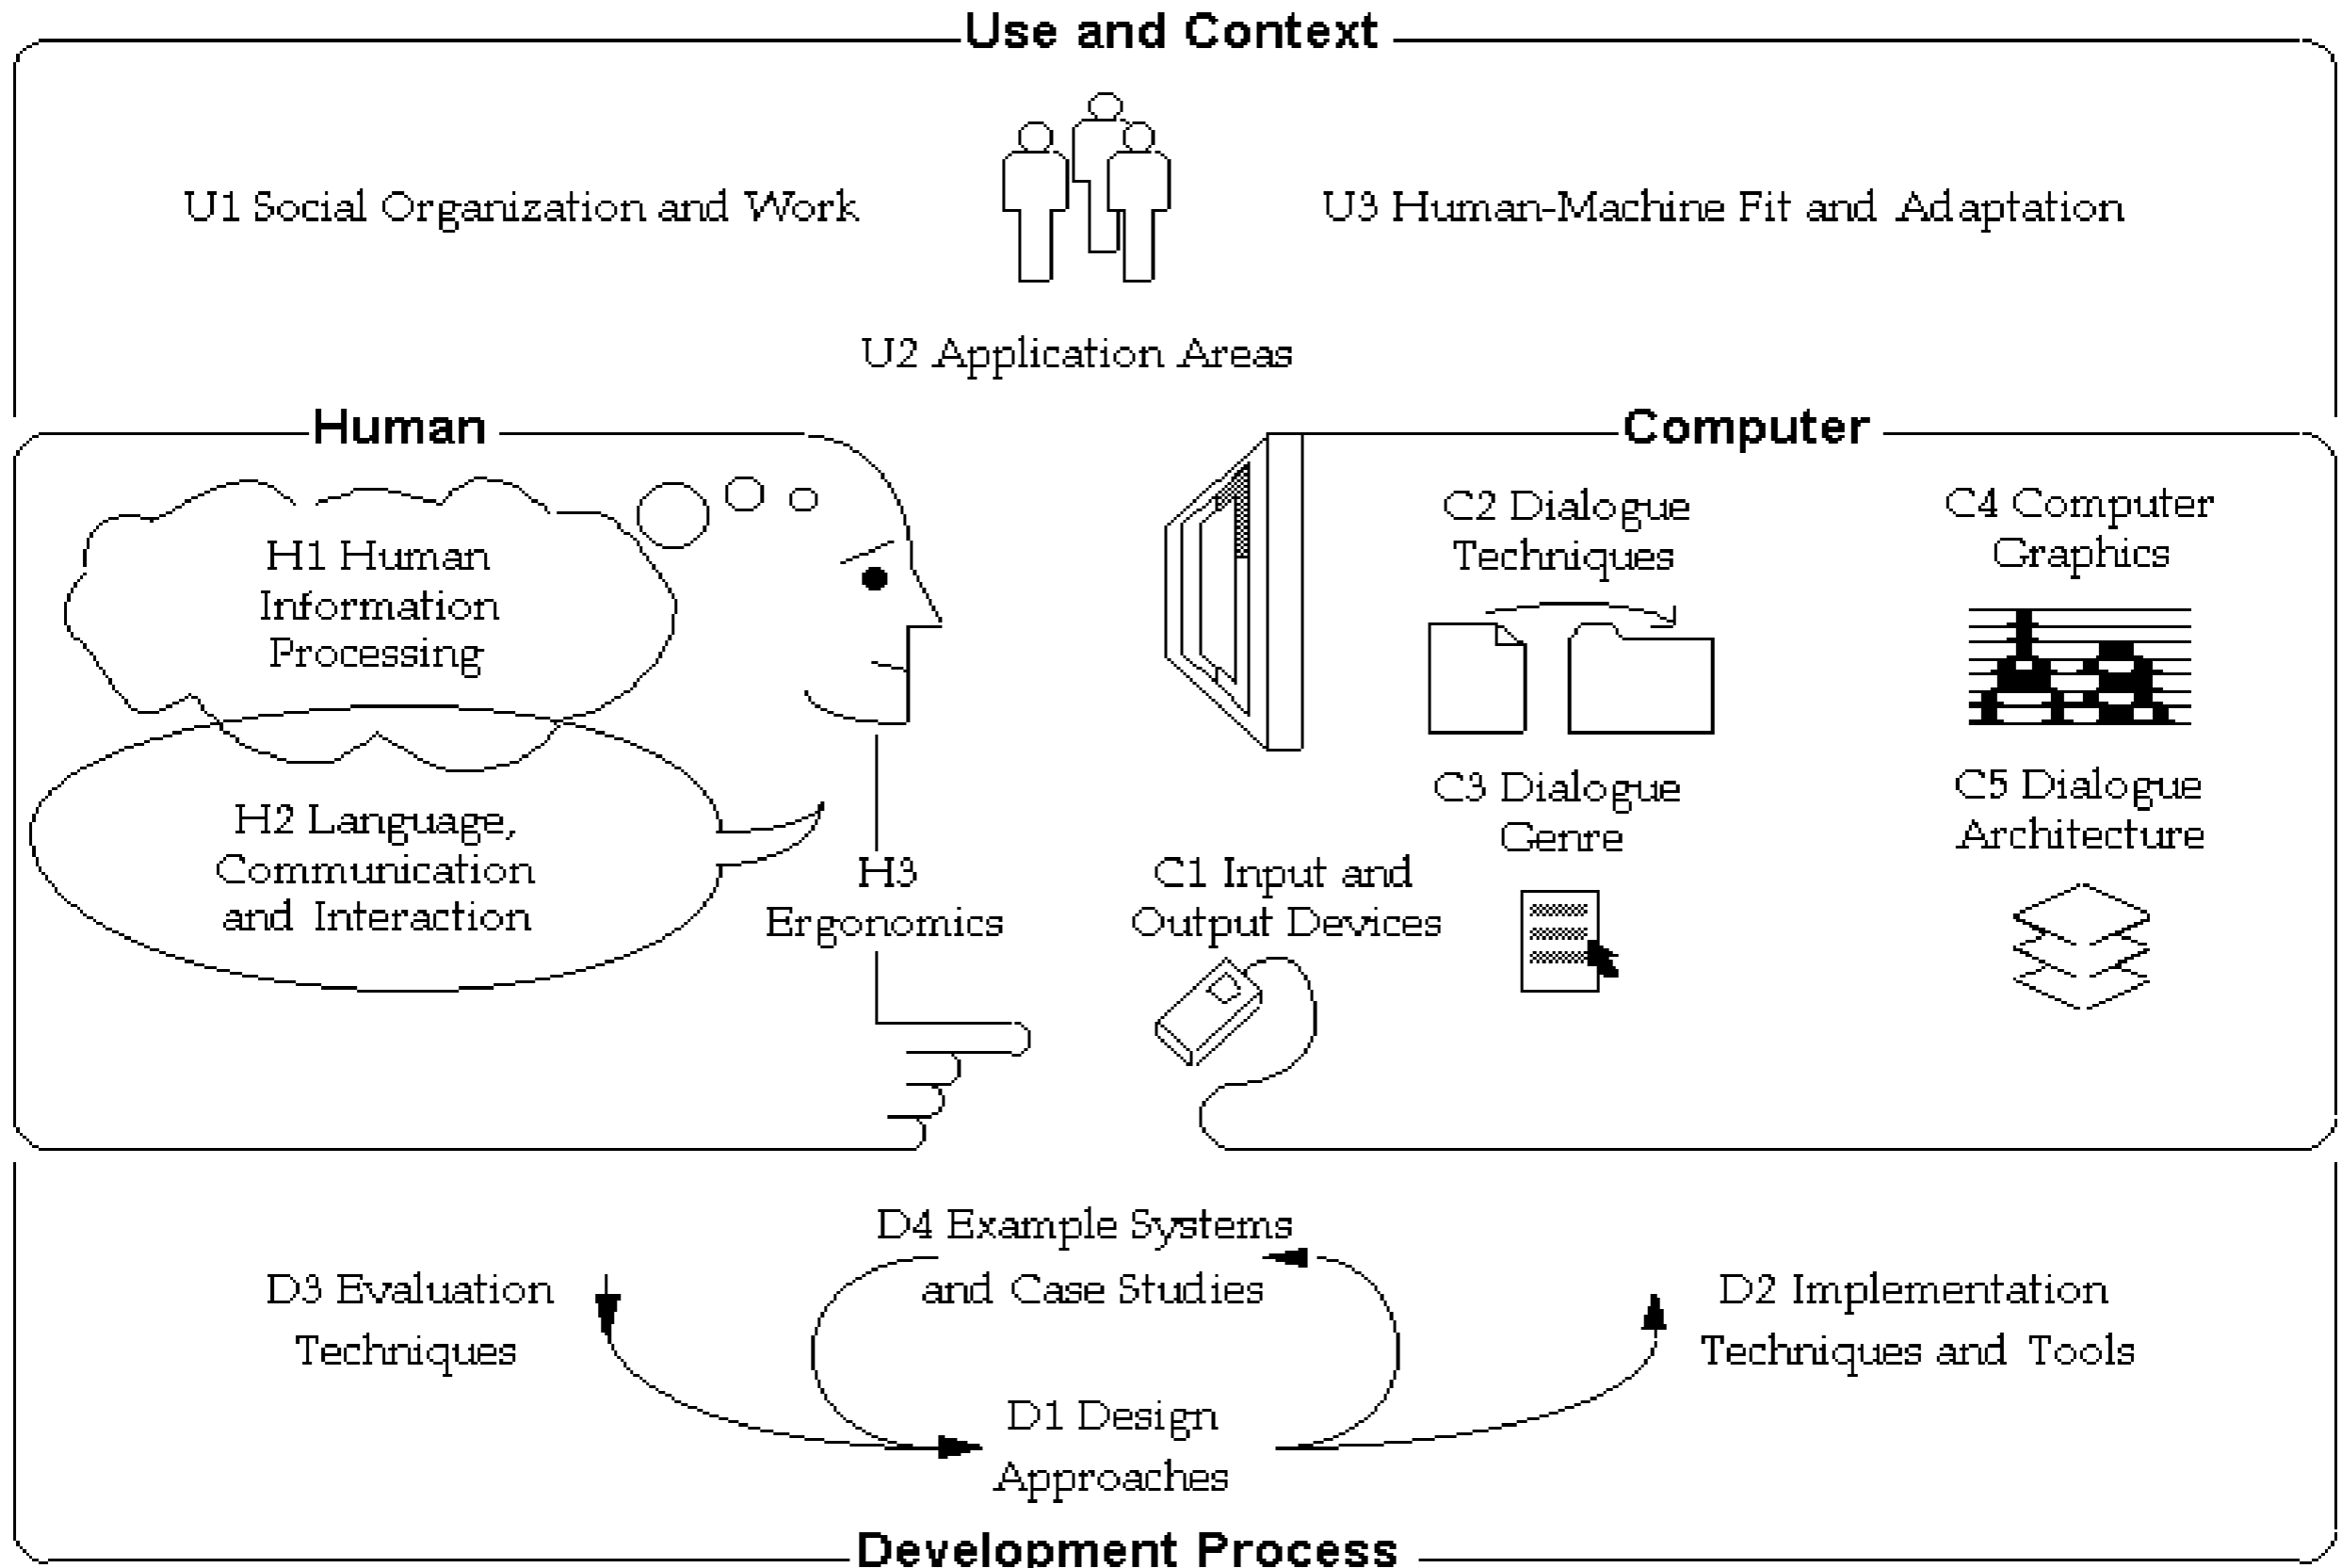 Use and Context
U1 Social Organization and Work
U3 Human-Machine Fit and Adaptation
U2 Application Areas
Human
H1 Human
Information
Processing
H2 Language,
Communication
and Interaction
H3
Ergonomics
Computer
C1 Input and
Output Devices
C2 Dialogue
Techniques
C3 Dialogue
Genre
C4 Computer
Graphics
C5 Dialogue
Architecture
D4 Example Systems
and Case Studies
D3 Evaluation
Techniques
D2 Implementation
Techniques and Tools
D1 Design
Approaches
Development Process